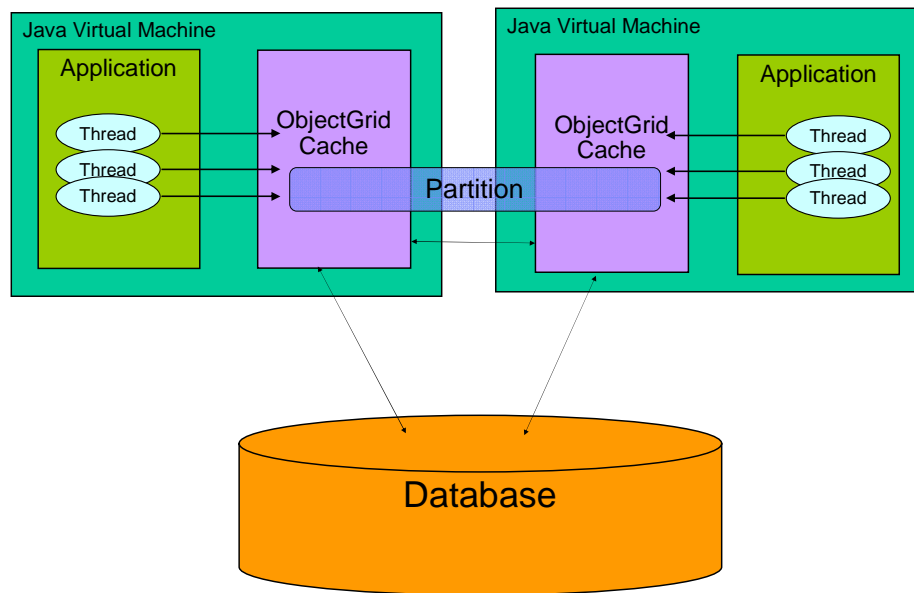 Java Virtual Machine
Application
Thread
Thread
Thread
ObjectGrid
Cache
Java Virtual Machine
ObjectGrid
Cache
Application
Thread
Thread
Thread
Partition
Database